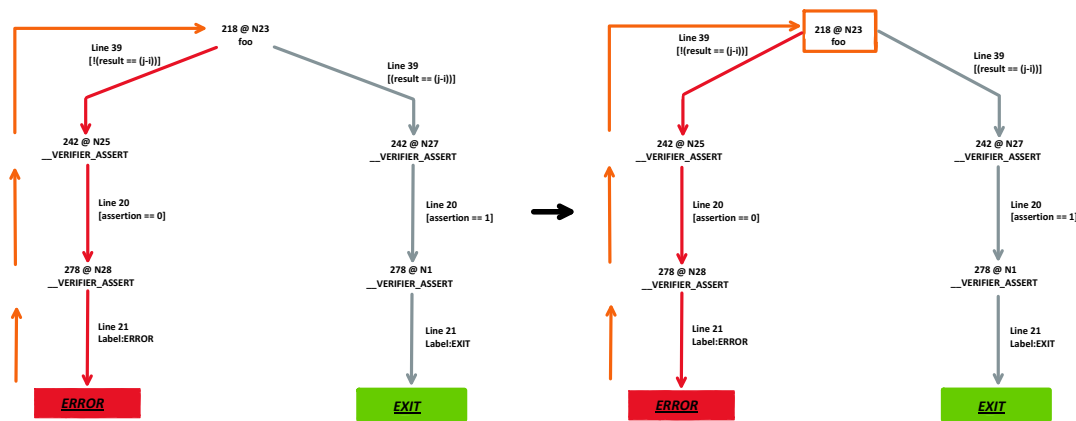 218 @ N23
foo
Line 39
[!(result == (j-i))]
Line 39
[(result == (j-i))]
242 @ N25
__VERIFIER_ASSERT
242 @ N27
__VERIFIER_ASSERT
Line 20
[assertion == 0]
Line 20
[assertion == 1]
278 @ N28
__VERIFIER_ASSERT
278 @ N1
__VERIFIER_ASSERT
Line 21
Label:ERROR
Line 21
Label:EXIT
ERROR
EXIT
218 @ N23
foo
Line 39
[!(result == (j-i))]
Line 39
[(result == (j-i))]
242 @ N25
__VERIFIER_ASSERT
242 @ N27
__VERIFIER_ASSERT
Line 20
[assertion == 0]
Line 20
[assertion == 1]
278 @ N28
__VERIFIER_ASSERT
278 @ N1
__VERIFIER_ASSERT
Line 21
Label:ERROR
Line 21
Label:EXIT
ERROR
EXIT